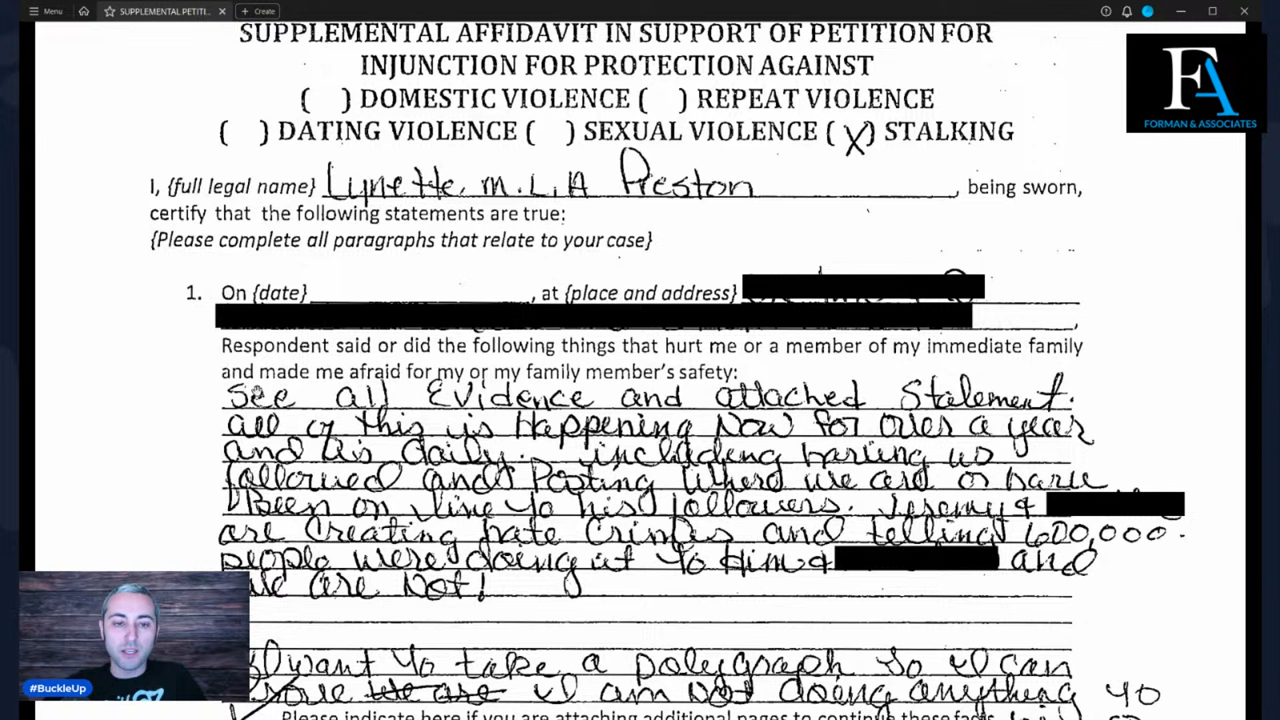 Menu
SUPPLEMENTAL PETITI...
Create
SUPPLEMENTAL AFFIDAVIT IN SUPPORT OF PETITION FOR
INJUNCTION FOR PROTECTION AGAINST
( ) DOMESTIC VIOLENCE ( ) REPEAT VIOLENCE
( ) DATING VIOLENCE ( ) SEXUAL VIOLENCE (X) STALKING
FA
FORMAN & ASSOCIATES
I, {full legal name} Lynette. M.L.A Preston, being sworn,
certify that the following statements are true:
{Please complete all paragraphs that relate to your case}
1. On {date}, at {place and address}
Respondent said or did the following things that hurt me or a member of my immediate family
and made me afraid for my or my family member's safety:
See all Evidence and attached Statement.
all of this is Happening Now for over a year
and is daily. including having us
followed and Posting Where we are or have
Been on line to his followers. Jeremy &
are creating hate Crimes and telling 600,000.
people were doing it to Him & and
we are Not!
I want to take a polygraph so I can
we are I am not doing anything to
Please indicate here if you are attaching additional pages to continue these facts
#BuckleUp